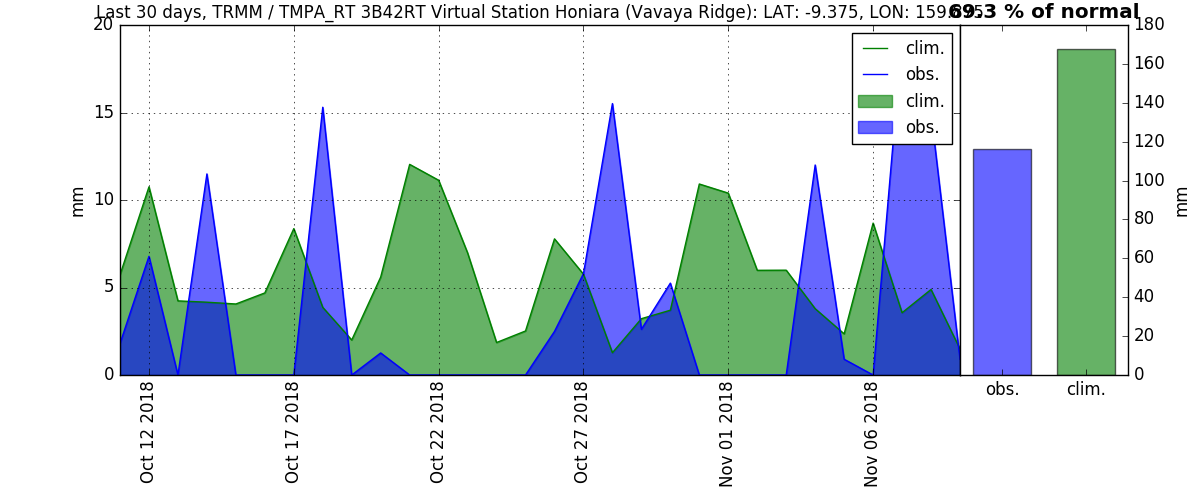 Last 30 days, TRMM / TMPA_RT 3B42RT Virtual Station Honiara (Vavaya Ridge): LAT: -9.375, LON:
69.3 % of normal
20
15
10
5
0
mm
clim.
obs.
clim.
obs.
180
160
140
120
100
80
60
40
20
0
mm
Oct 12 2018
Oct 17 2018
Oct 22 2018
Oct 27 2018
Nov 01 2018
Nov 06 2018
obs.
clim.